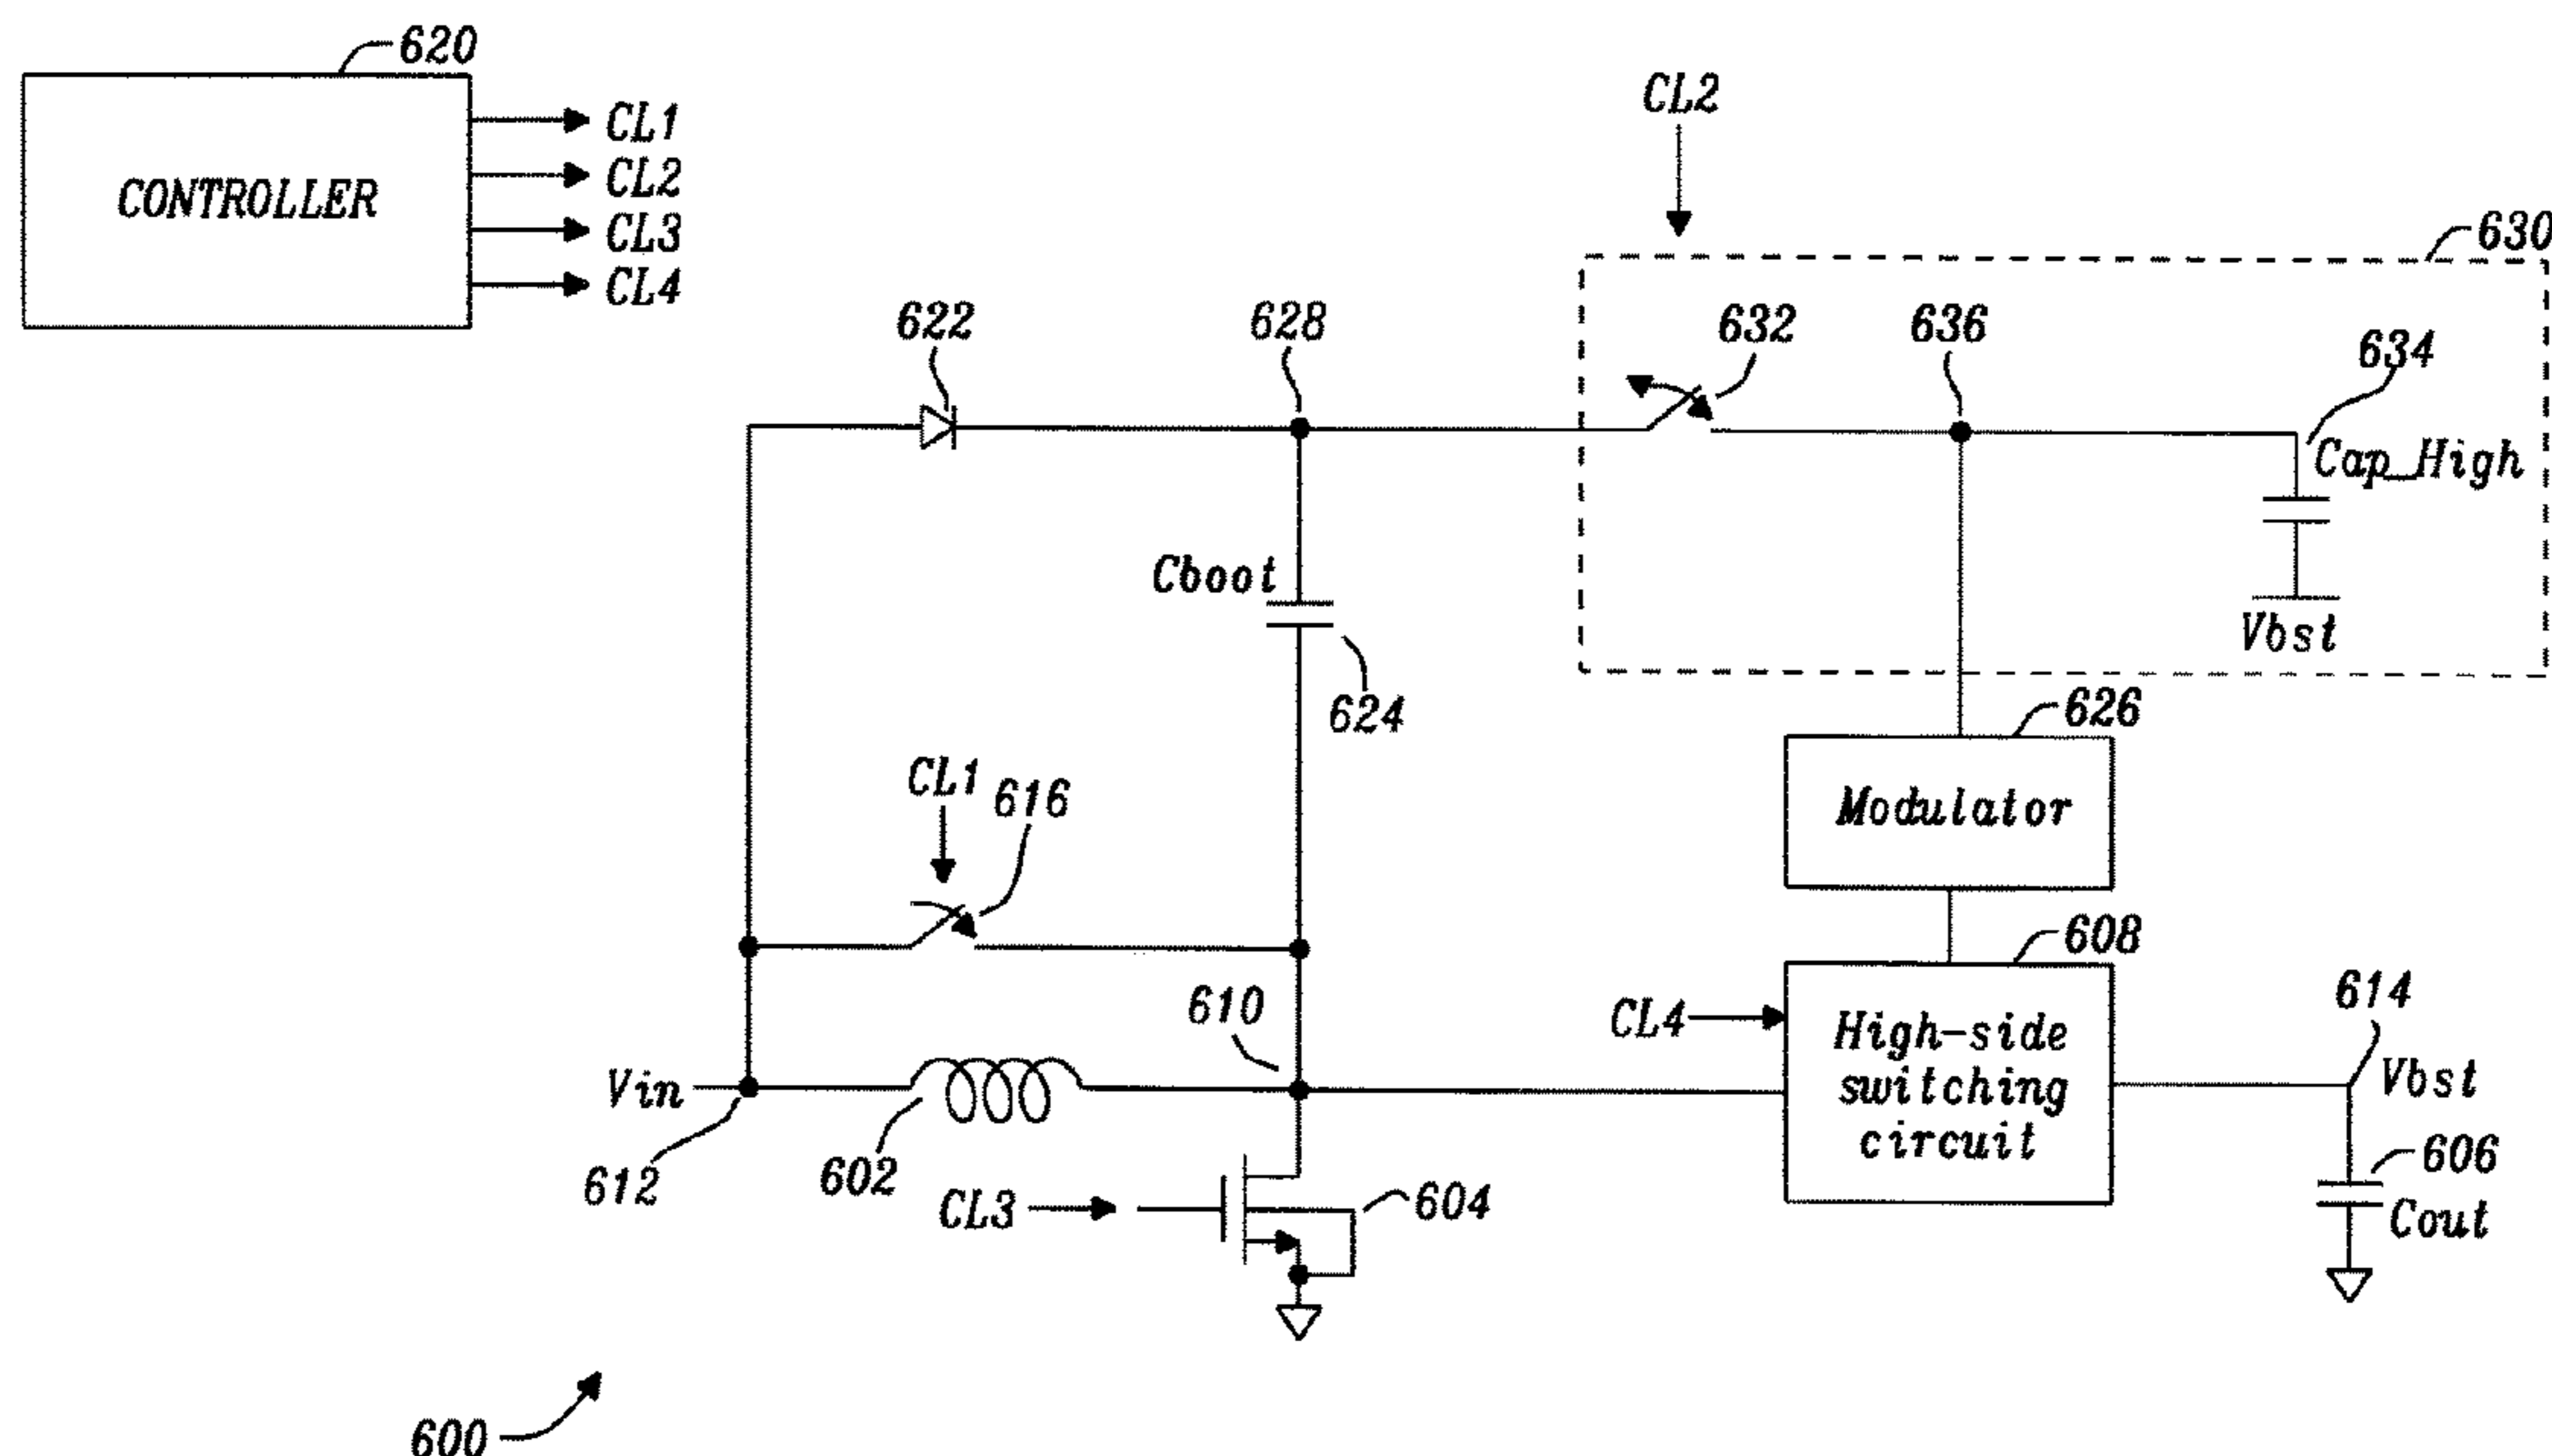 620
CONTROLLER
CL1
CL2
CL3
CL4
CL2
630
622
628
632
636
634
Cap_High
Vbst
Cboot
624
626
Modulator
CL1
616
608
High-side
switching
circuit
CL4
610
614
Vbst
Vin
612
602
CL3
604
606
Cout
600